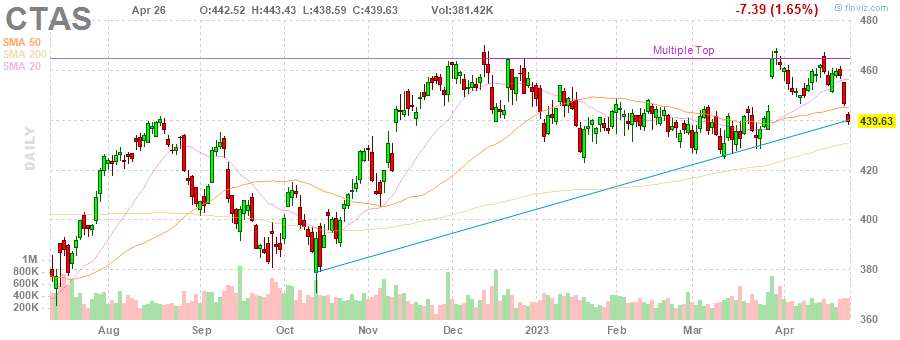 CTAS Apr 26 O:442.52 H:443.43 L:438.59 C:439.63 Vol:381.42K -7.39 (1.65%) finviz.com
SMA 50
SMA 200
SMA 20
Multiple Top
DAILY
480
460
440
439.63
420
400
380
360
1M
800K
600K
400K
200K
Aug Sep Oct Nov Dec 2023 Feb Mar Apr